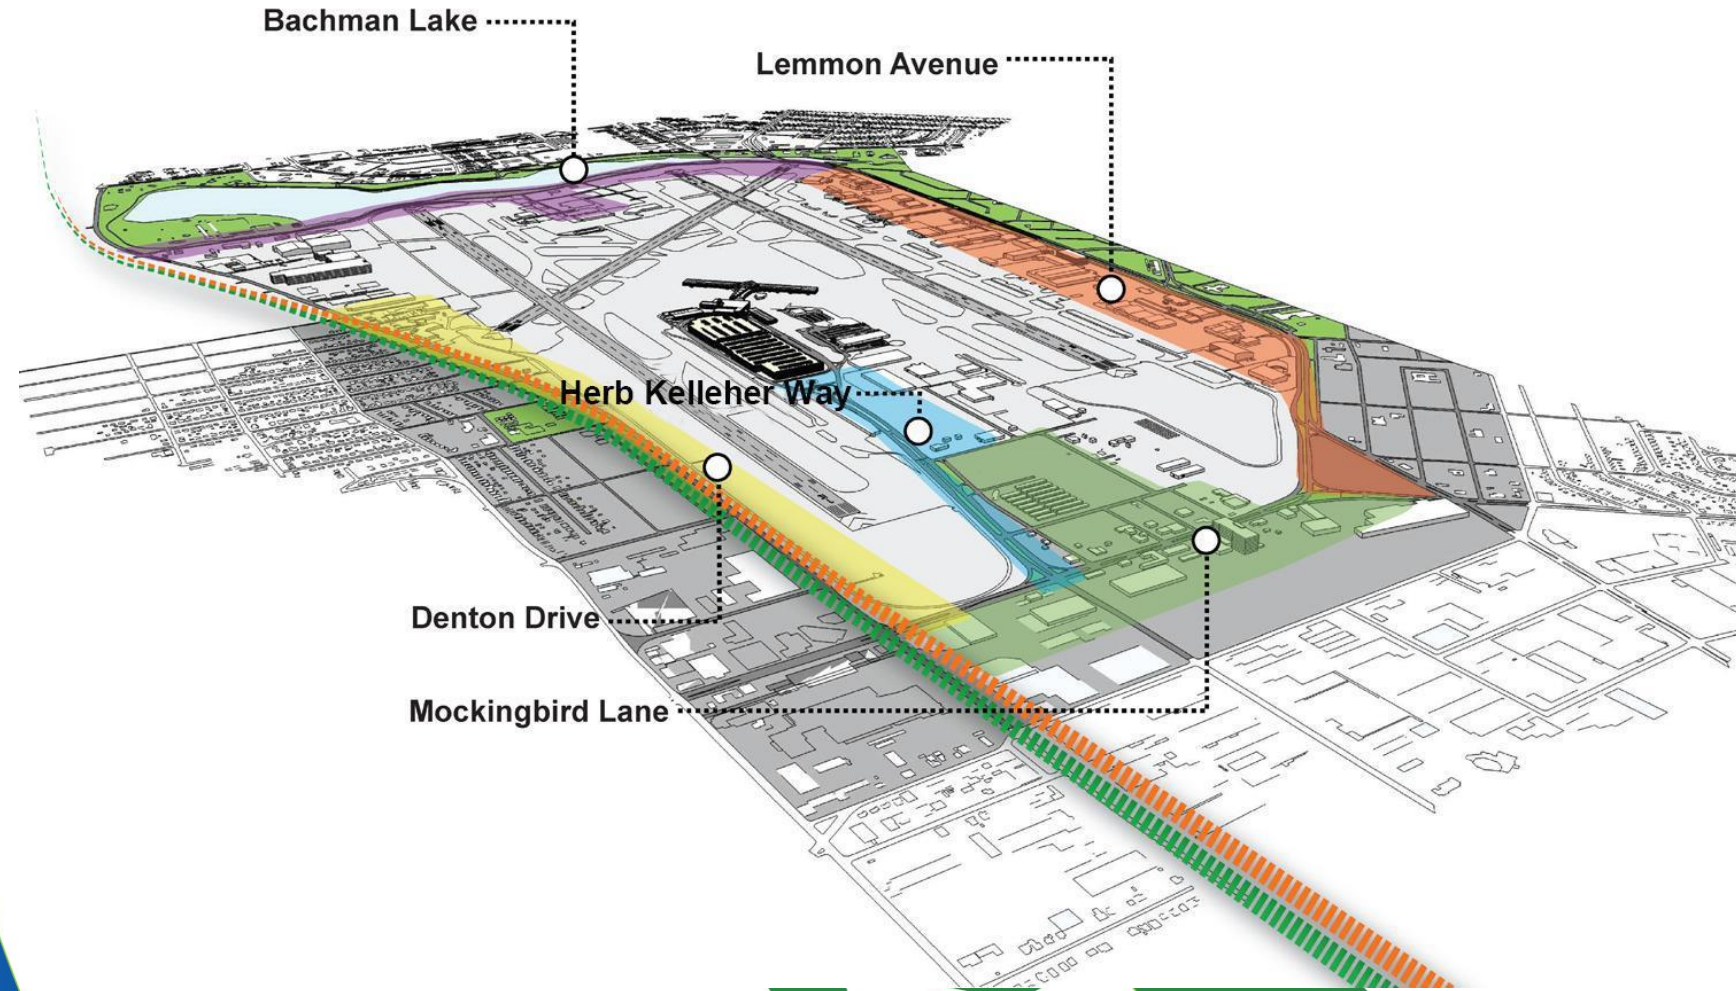 Bachman Lake
Lemmon Avenue
Herb Kelleher Way
Denton Drive
Mockingbird Lane